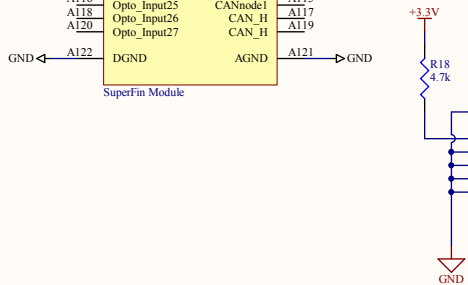 Opto_Input25 CANNode1
A118 Opto_Input26 CAN_H A117
A120 Opto_Input27 CAN_H A119
GND A122 DGND AGND A121 GND
SuperFin Module
+3.3V
R18
4.7k
GND